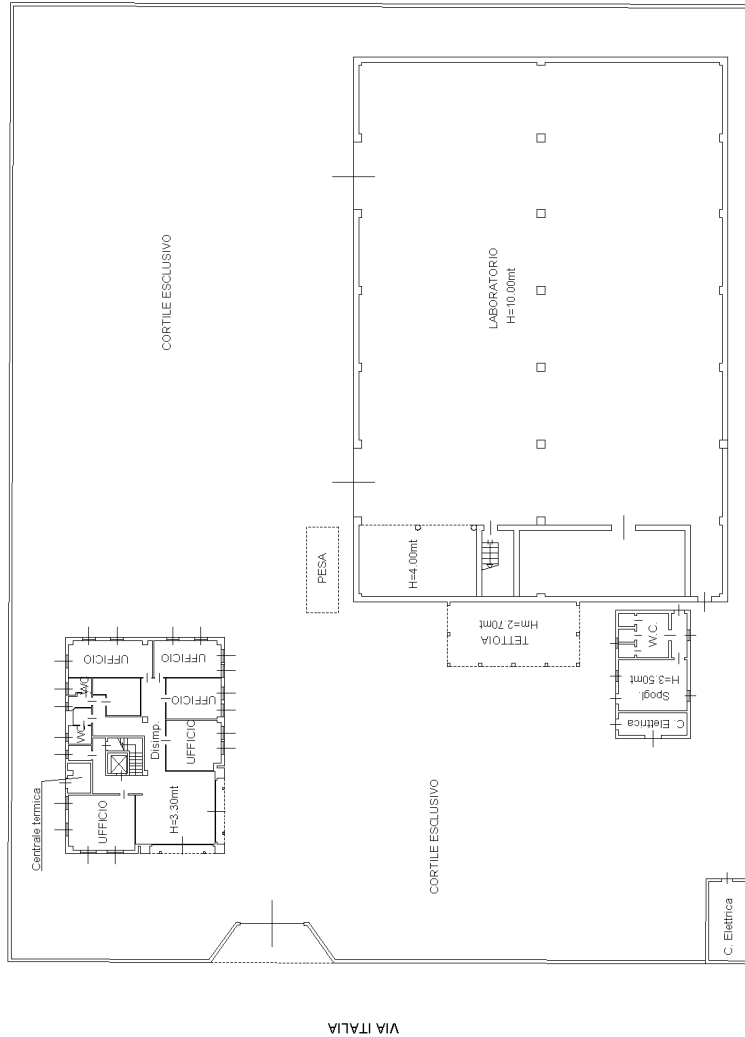 CORTILE ESCLUSIVO
LABORATORIO
H=10.00mt
PESA
H=4.00mt
TETTOIA
Hm=2.70mt
W.C.
Spogl.
H=3.50mt
C. Elettrica
UFFICIO
UFFICIO
WC
UFFICIO
WC
Disimp.
UFFICIO
H=3.30mt
UFFICIO
Centrale termica
CORTILE ESCLUSIVO
C. Elettrica
VIA ITALIA